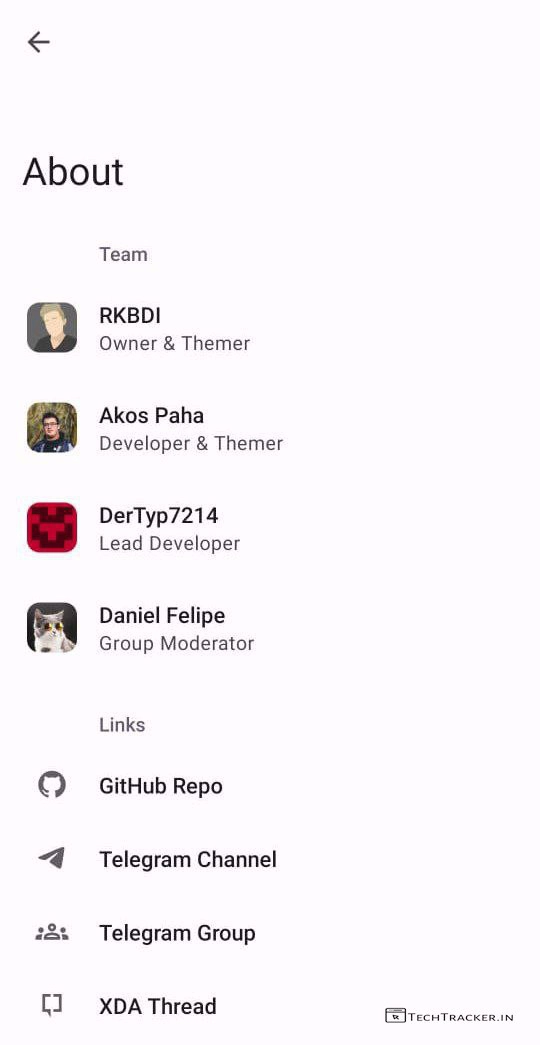 About
Team
RKBDI
Owner & Themer
Akos Paha
Developer & Themer
DerTyp7214
Lead Developer
Daniel Felipe
Group Moderator
Links
GitHub Repo
Telegram Channel
Telegram Group
XDA Thread
TECHTRACKER.IN